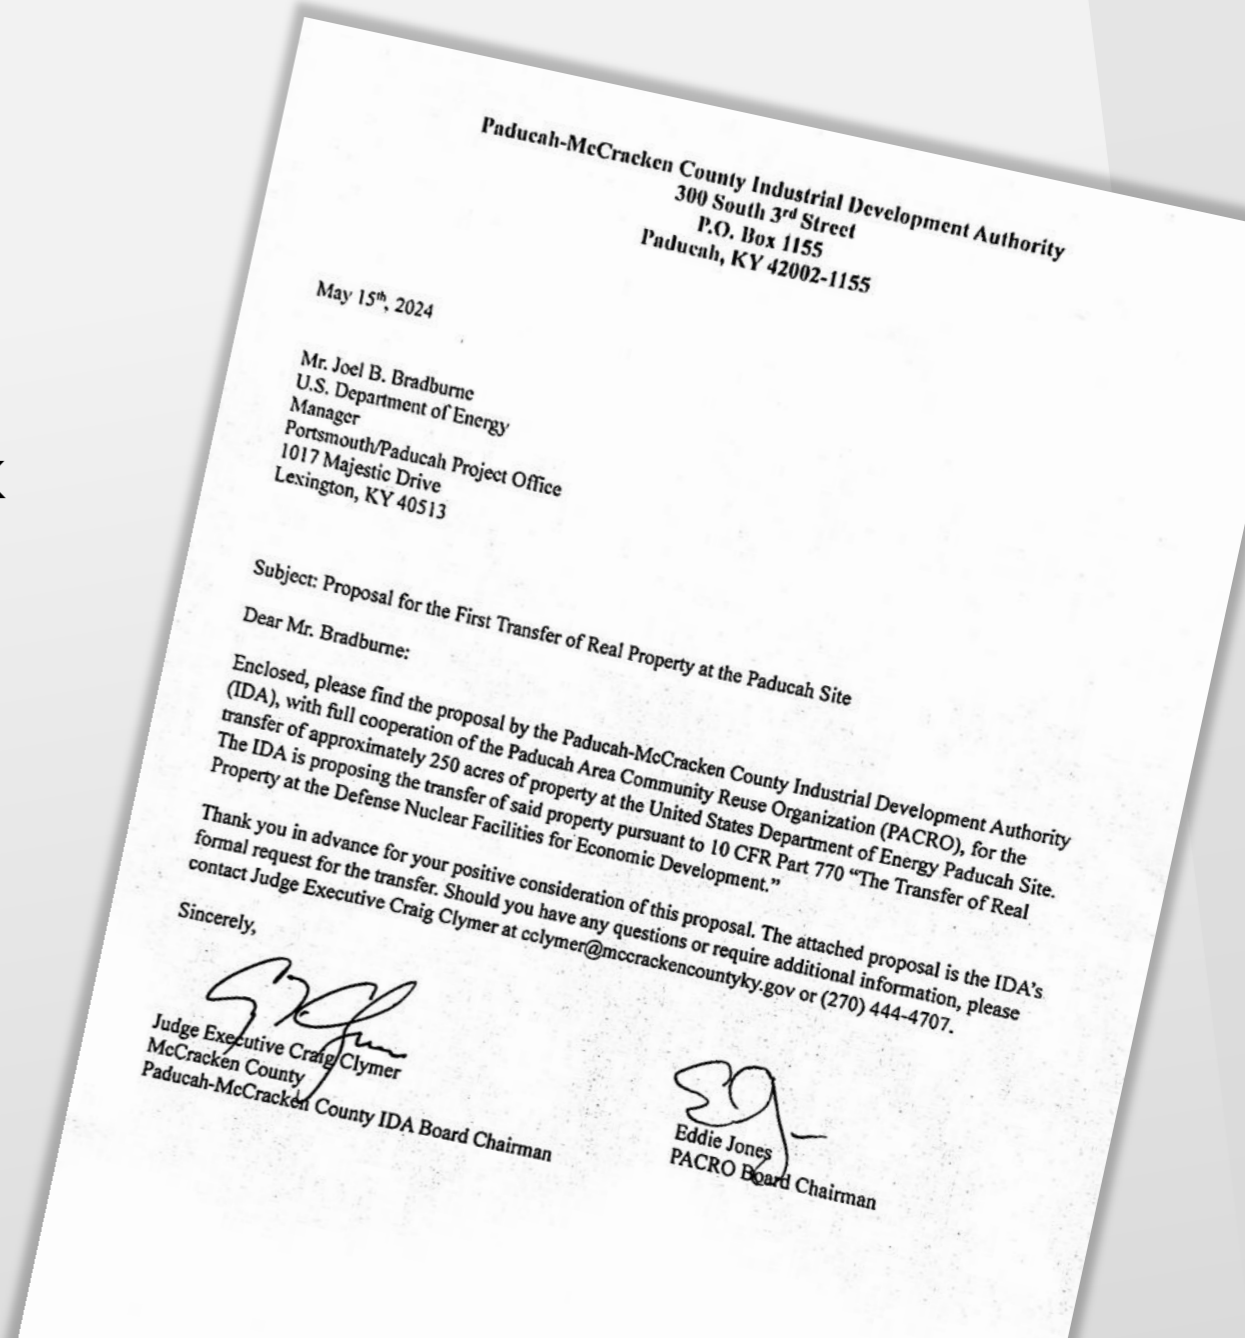 Paducah-McCracken County Industrial Development Authority
300 South 3rd Street
P.O. Box 1155
Paducah, KY 42002-1155
May 15th, 2024
Mr. Joel B. Bradburne
U.S. Department of Energy
Manager
Portsmouth/Paducah Project Office
1017 Majestic Drive
Lexington, KY 40513
Subject: Proposal for the First Transfer of Real Property at the Paducah Site
Dear Mr. Bradburne:
Enclosed, please find the proposal by the Paducah-McCracken County Industrial Development Authority
(IDA), with full cooperation of the Paducah Area Community Reuse Organization (PACRO), for the
transfer of approximately 250 acres of property at the United States Department of Energy Paducah Site.
The IDA is proposing the transfer of said property pursuant to 10 CFR Part 770 “The Transfer of Real
Property at the Defense Nuclear Facilities for Economic Development.”
Thank you in advance for your positive consideration of this proposal. The attached proposal is the IDA’s
formal request for the transfer. Should you have any questions or require additional information, please
contact Judge Executive Craig Clymer at cclymer@mccrackencountyky.gov or (270) 444-4707.
Sincerely,
Judge Executive Craig Clymer
McCracken County
Paducah-McCracken County IDA Board Chairman
Eddie Jones
PACRO Board Chairman